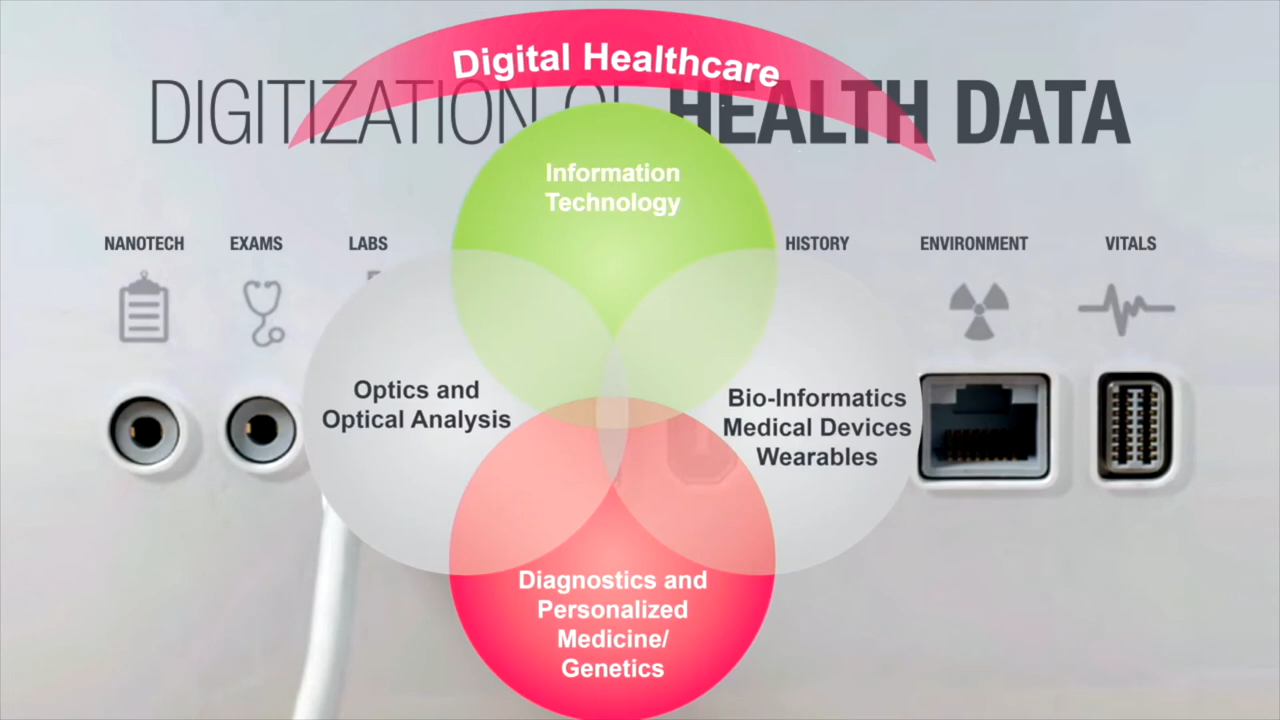 Digital Healthcare
DIGITIZATION OF HEALTH DATA
Information
Technology
NANOTECH
EXAMS
LABS
HISTORY
ENVIRONMENT
VITALS
Optics and
Optical Analysis
Bio-Informatics
Medical Devices
Wearables
Diagnostics and
Personalized
Medicine/
Genetics